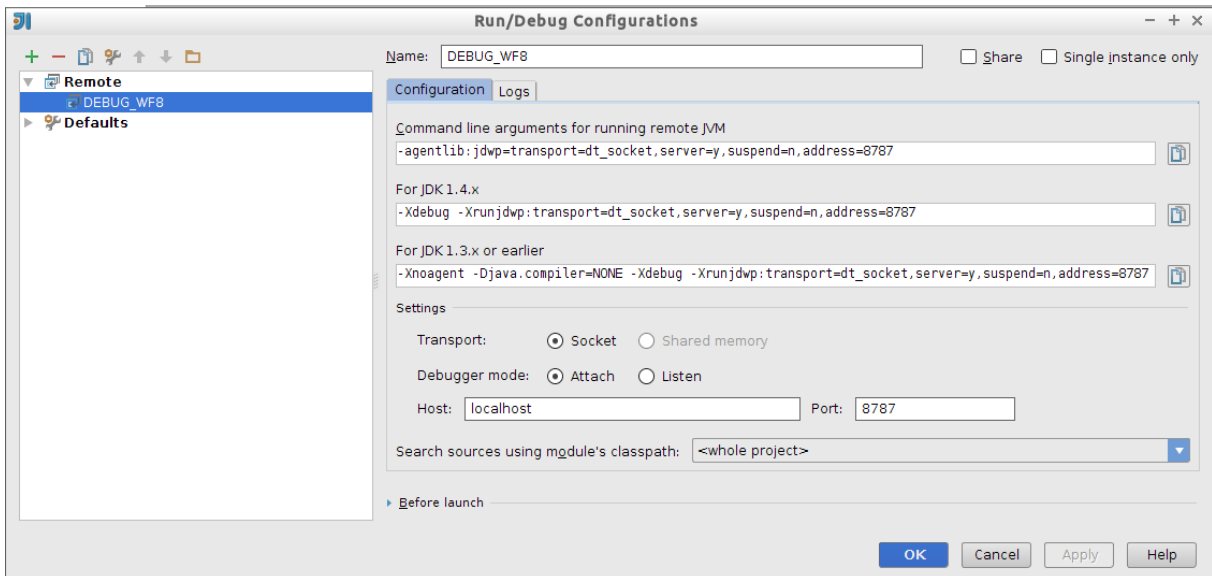 Run/Debug Configurations
Name: DEBUG_WF8 Share Single instance only
Remote
DEBUG_WF8
Defaults
Configuration Logs
Command line arguments for running remote JVM
-agentlib:jdwp=transport=dt_socket,server=y,suspend=n,address=8787
For JDK 1.4.x
-Xdebug -Xrunjdwp:transport=dt_socket,server=y,suspend=n,address=8787
For JDK 1.3.x or earlier
-Xnoagent -Djava.compiler=NONE -Xdebug -Xrunjdwp:transport=dt_socket,server=y,suspend=n,address=8787
Settings
Transport: Socket Shared memory
Debugger mode: Attach Listen
Host: localhost Port: 8787
Search sources using module's classpath: <whole project>
Before launch
OK Cancel Apply Help